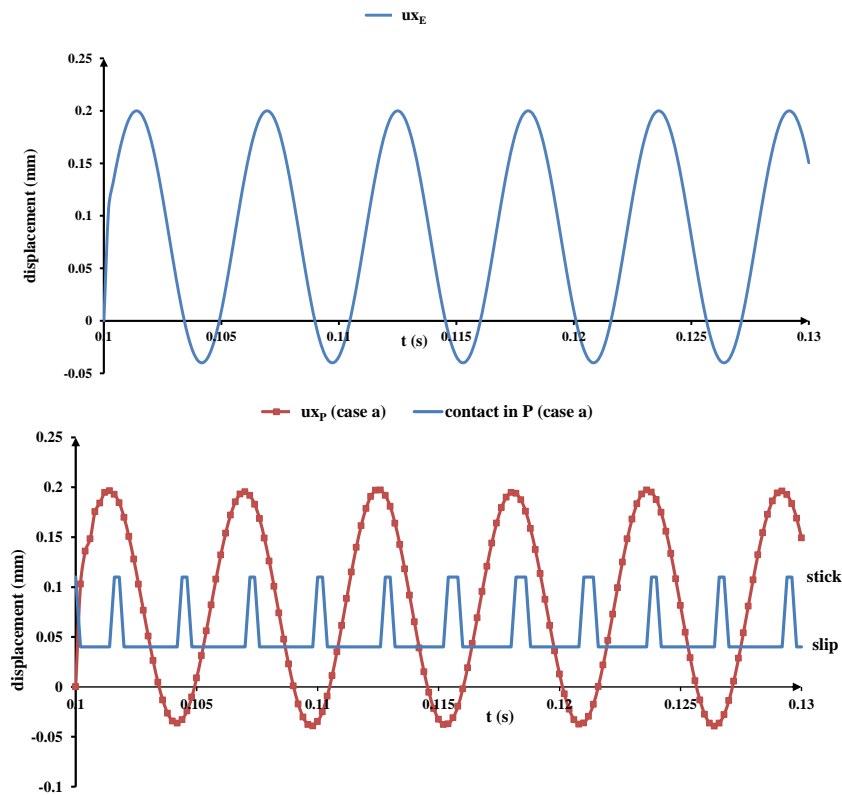 ux_E
displacement (mm)
0.25
0.2
0.15
0.1
0.05
0
-0.05
0.1 0.105 0.11 0.115 0.12 0.125 0.13
t (s)
ux_P (case a) contact in P (case a)
displacement (mm)
0.25
0.2
0.15
0.1
0.05
0
-0.05
-0.1
stick
slip
0.1 0.105 0.11 0.115 0.12 0.125 0.13
t (s)